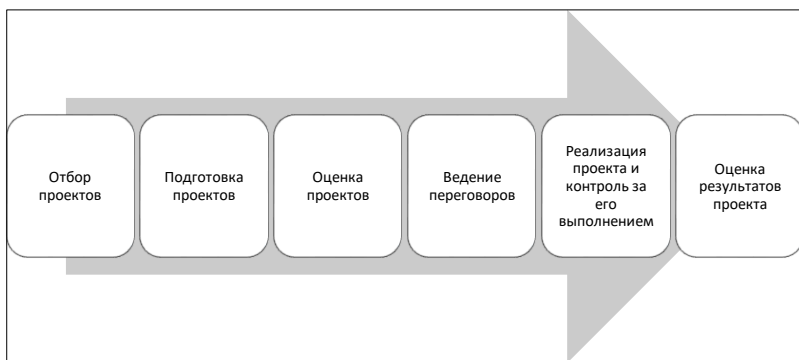 Отбор
проектов
Подготовка
проектов
Оценка
проектов
Ведение
переговоров
Реализация
проекта и
контроль за
его
выполнением
Оценка
результатов
проекта